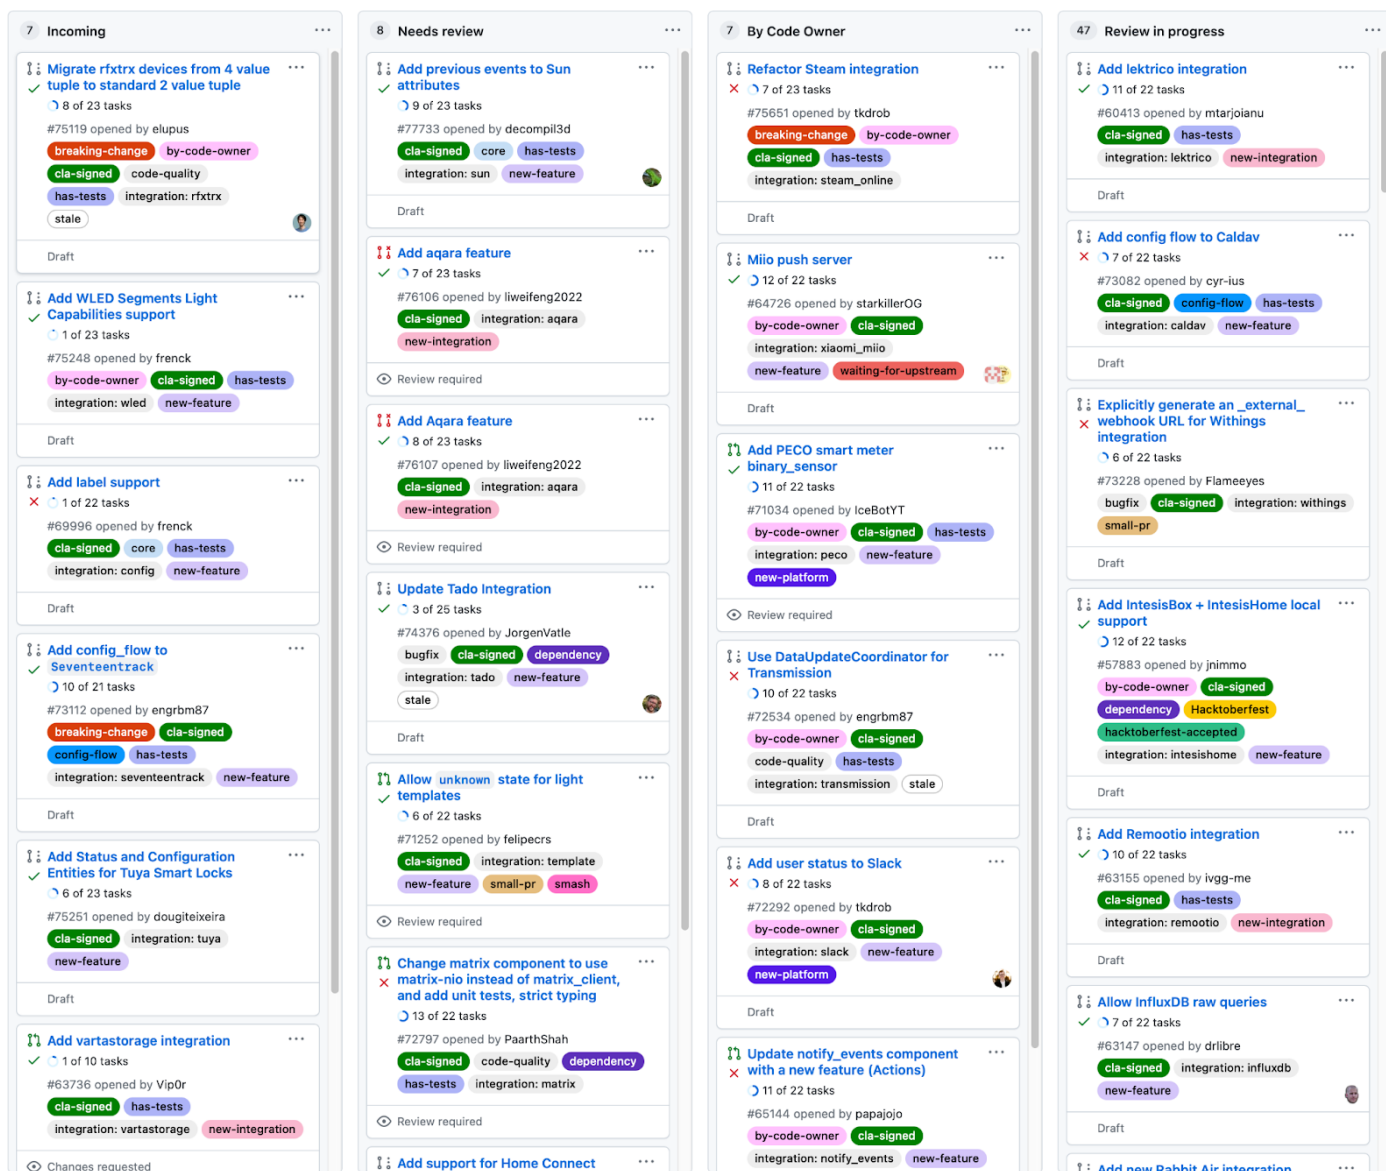 7 Incoming
Migrate rfxtrx devices from 4 value
tuple to standard 2 value tuple
8 of 23 tasks
#75119 opened by elupus
breaking-change by-code-owner
cla-signed code-quality
has-tests integration: rfxtrx
stale
Draft
Add WLED Segments Light
Capabilities support
1 of 23 tasks
#75248 opened by frenck
by-code-owner cla-signed has-tests
integration: wled new-feature
Draft
Add label support
1 of 22 tasks
#69996 opened by frenck
cla-signed core has-tests
integration: config new-feature
Draft
Add config_flow to
Seventeentrack
10 of 21 tasks
#73112 opened by engrbm87
breaking-change cla-signed
config-flow has-tests
integration: seventeentrack new-feature
Draft
Add Status and Configuration
Entities for Tuya Smart Locks
6 of 23 tasks
#75251 opened by dougiteixeira
cla-signed integration: tuya
new-feature
Draft
Add vartastorage integration
1 of 10 tasks
#63736 opened by Vip0r
cla-signed has-tests
integration: vartastorage new-integration
Changes requested
8 Needs review
Add previous events to Sun
attributes
9 of 23 tasks
#77733 opened by decompil3d
cla-signed core has-tests
integration: sun new-feature
Draft
Add aqara feature
7 of 23 tasks
#76106 opened by liweifeng2022
cla-signed integration: aqara
new-integration
Review required
Add Aqara feature
8 of 23 tasks
#76107 opened by liweifeng2022
cla-signed integration: aqara
new-integration
Review required
Update Tado Integration
3 of 25 tasks
#74376 opened by JorgenVatle
bugfix cla-signed dependency
integration: tado new-feature
stale
Draft
Allow unknown state for light
templates
6 of 22 tasks
#71252 opened by felipecrs
cla-signed integration: template
new-feature small-pr smash
Review required
Change matrix component to use
matrix-nio instead of matrix_client,
and add unit tests, strict typing
13 of 22 tasks
#72797 opened by PaarthShah
cla-signed code-quality dependency
has-tests integration: matrix
Review required
Add support for Home Connect
7 By Code Owner
Refactor Steam integration
7 of 23 tasks
#75651 opened by tkdrob
breaking-change by-code-owner
cla-signed has-tests
integration: steam_online
Draft
Miio push server
12 of 22 tasks
#64726 opened by starkillerOG
by-code-owner cla-signed
integration: xiaomi_miio
new-feature waiting-for-upstream
Draft
Add PECO smart meter
binary_sensor
11 of 22 tasks
#71034 opened by IceBotYT
by-code-owner cla-signed has-tests
integration: peco new-feature
new-platform
Review required
Use DataUpdateCoordinator for
Transmission
10 of 22 tasks
#72534 opened by engrbm87
by-code-owner cla-signed
code-quality has-tests
integration: transmission stale
Draft
Add user status to Slack
8 of 22 tasks
#72292 opened by tkdrob
by-code-owner cla-signed
integration: slack new-feature
new-platform
Draft
Update notify_events component
with a new feature (Actions)
11 of 22 tasks
#65144 opened by papajojo
by-code-owner cla-signed
integration: notify_events new-feature
47 Review in progress
Add lektrico integration
11 of 22 tasks
#60413 opened by mtarjoianu
cla-signed has-tests
integration: lektrico new-integration
Draft
Add config flow to Caldav
7 of 22 tasks
#73082 opened by cyr-ius
cla-signed config-flow has-tests
integration: caldav new-feature
Draft
Explicitly generate an _external_
webhook URL for Withings
integration
6 of 22 tasks
#73228 opened by Flameeyes
bugfix cla-signed integration: withings
small-pr
Draft
Add IntesisBox + IntesisHome local
support
12 of 22 tasks
#57883 opened by jnimmo
by-code-owner cla-signed
dependency Hacktoberfest
hacktoberfest-accepted
integration: intesishome new-feature
Draft
Add Remootio integration
10 of 22 tasks
#63155 opened by ivgg-me
cla-signed has-tests
integration: remootio new-integration
Draft
Allow InfluxDB raw queries
7 of 22 tasks
#63147 opened by drlibre
cla-signed integration: influxdb
new-feature
Draft
Add new Rabbit Air integration